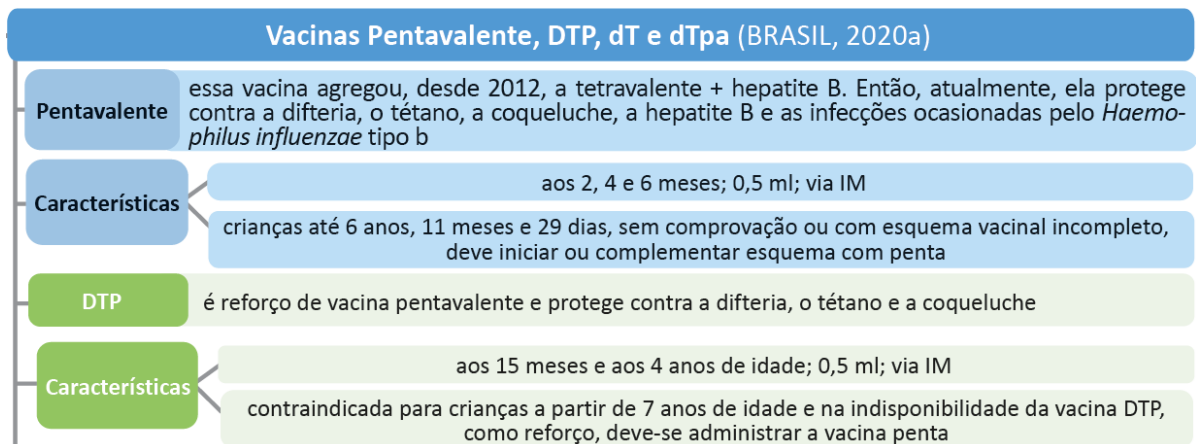 Vacinas Pentavalente, DTP, dT e dTpa (BRASIL, 2020a)
Pentavalente
essa vacina agregou, desde 2012, a tetravalente + hepatite B. Então, atualmente, ela protege
contra a difteria, o tétano, a coqueluche, a hepatite B e as infecções ocasionadas pelo Haemo-
philus influenzae tipo b
Características
aos 2, 4 e 6 meses; 0,5 ml; via IM
crianças até 6 anos, 11 meses e 29 dias, sem comprovação ou com esquema vacinal incompleto,
deve iniciar ou complementar esquema com penta
DTP
é reforço de vacina pentavalente e protege contra a difteria, o tétano e a coqueluche
Características
aos 15 meses e aos 4 anos de idade; 0,5 ml; via IM
contraindicada para crianças a partir de 7 anos de idade e na indisponibilidade da vacina DTP,
como reforço, deve-se administrar a vacina penta